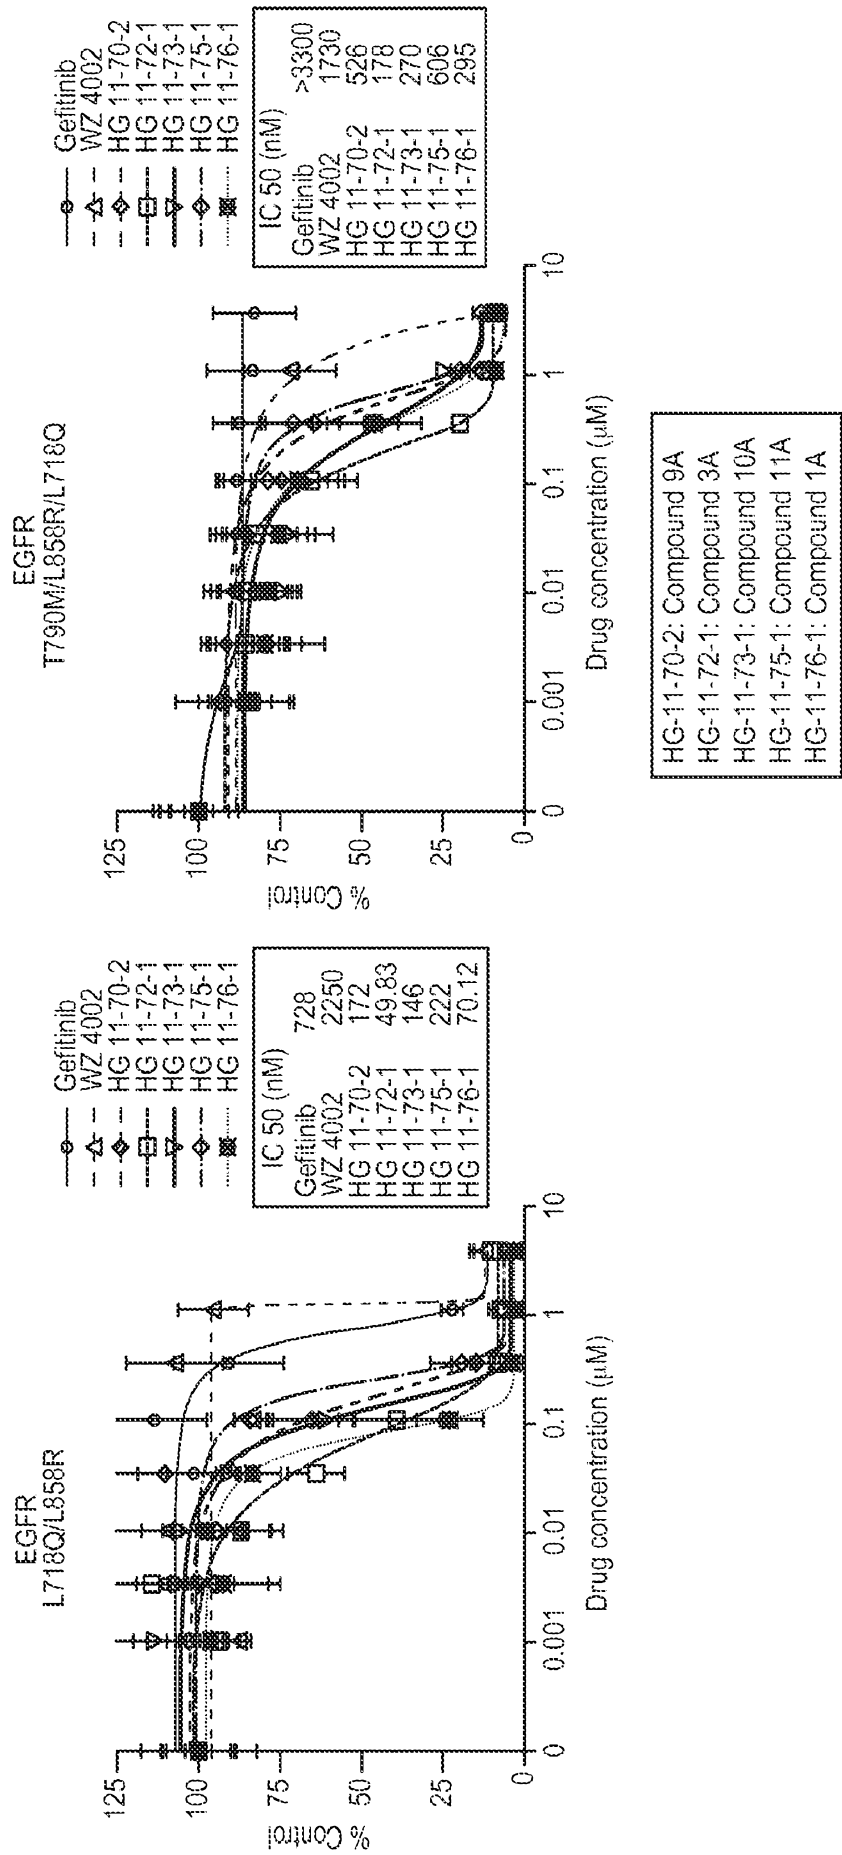 EGFR
L718Q/L858R
125
100
75
50
25
0
% Control
0
0.001
0.01
0.1
1
10
Drug concentration (μM)
Gefitinib
WZ 4002
HG 11-70-2
HG 11-72-1
HG 11-73-1
HG 11-75-1
HG 11-76-1
IC 50 (nM)
Gefitinib 728
WZ 4002 2250
HG 11-70-2 172
HG 11-72-1 49.83
HG 11-73-1 146
HG 11-75-1 222
HG 11-76-1 70.12
EGFR
T790M/L858R/L718Q
125
100
75
50
25
0
% Control
0
0.001
0.01
0.1
1
10
Drug concentration (μM)
Gefitinib
WZ 4002
HG 11-70-2
HG 11-72-1
HG 11-73-1
HG 11-75-1
HG 11-76-1
IC 50 (nM)
Gefitinib >3300
WZ 4002 1730
HG 11-70-2 526
HG 11-72-1 178
HG 11-73-1 270
HG 11-75-1 606
HG 11-76-1 295
HG-11-70-2: Compound 9A
HG-11-72-1: Compound 3A
HG-11-73-1: Compound 10A
HG-11-75-1: Compound 11A
HG-11-76-1: Compound 1A